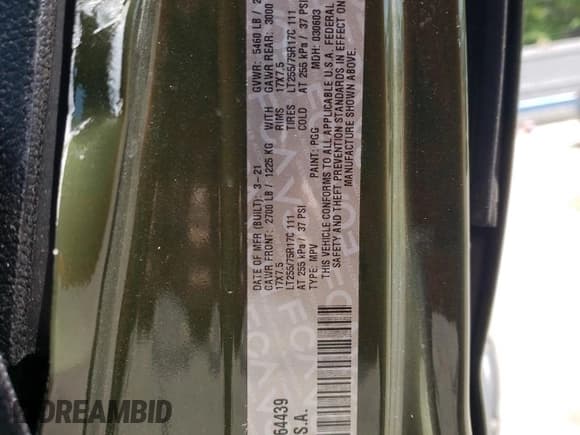 DATE OF MFR (BUILT): 3-21 GVWR: 5460 LB / 2
GAWR FRONT: 2700 LB / 1225 KG WITH GAWR REAR: 3000
17X7.5 RIMS 17X7.5
LT255/75R17C 111 TIRES LT255/75R17C 111
AT 255 kPa / 37 PSI COLD AT 255 kPa / 37 PSI
TYPE: MPV MDH: 030603
PAINT: PGG
THIS VEHICLE CONFORMS TO ALL APPLICABLE U.S.A. FEDERAL
SAFETY AND THEFT PREVENTION STANDARDS IN EFFECT ON
MANUFACTURE SHOWN ABOVE.
64439
S.A.
DREAMBID